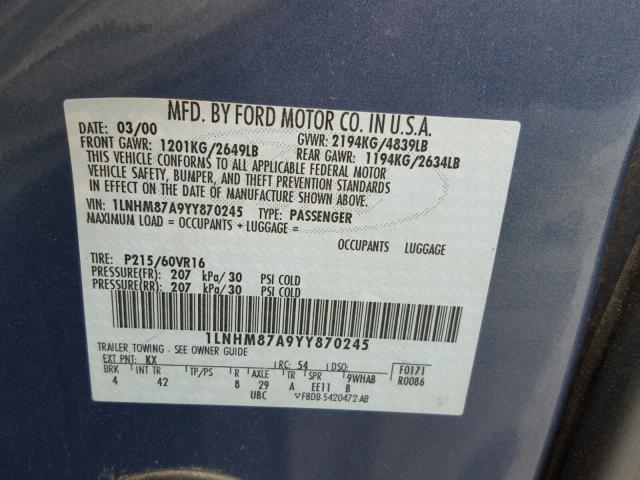 MFD. BY FORD MOTOR CO. IN U.S.A.
DATE: 03/00 GVWR: 2194KG/4839LB
FRONT GAWR: 1201KG/2649LB REAR GAWR: 1194KG/2634LB
THIS VEHICLE CONFORMS TO ALL APPLICABLE FEDERAL MOTOR
VEHICLE SAFETY, BUMPER, AND THEFT PREVENTION STANDARDS
IN EFFECT ON THE DATE OF MANUFACTURE SHOWN ABOVE.
VIN: 1LNHM87A9YY870245 TYPE: PASSENGER
MAXIMUM LOAD = OCCUPANTS + LUGGAGE =
OCCUPANTS LUGGAGE
TIRE: P215/60VR16
PRESSURE(FR): 207 kPa/30 PSI COLD
PRESSURE(RR): 207 kPa/30 PSI COLD
1LNHM87A9YY870245
TRAILER TOWING - SEE OWNER GUIDE
EXT PNT: KX RC: 54 DSO: F0171
BRK INT TR TP/PS R AXLE TR SPR 9WHAB R0086
4 42 8 29 A EE11 B
UBC ▽F8DB-5420472-AB